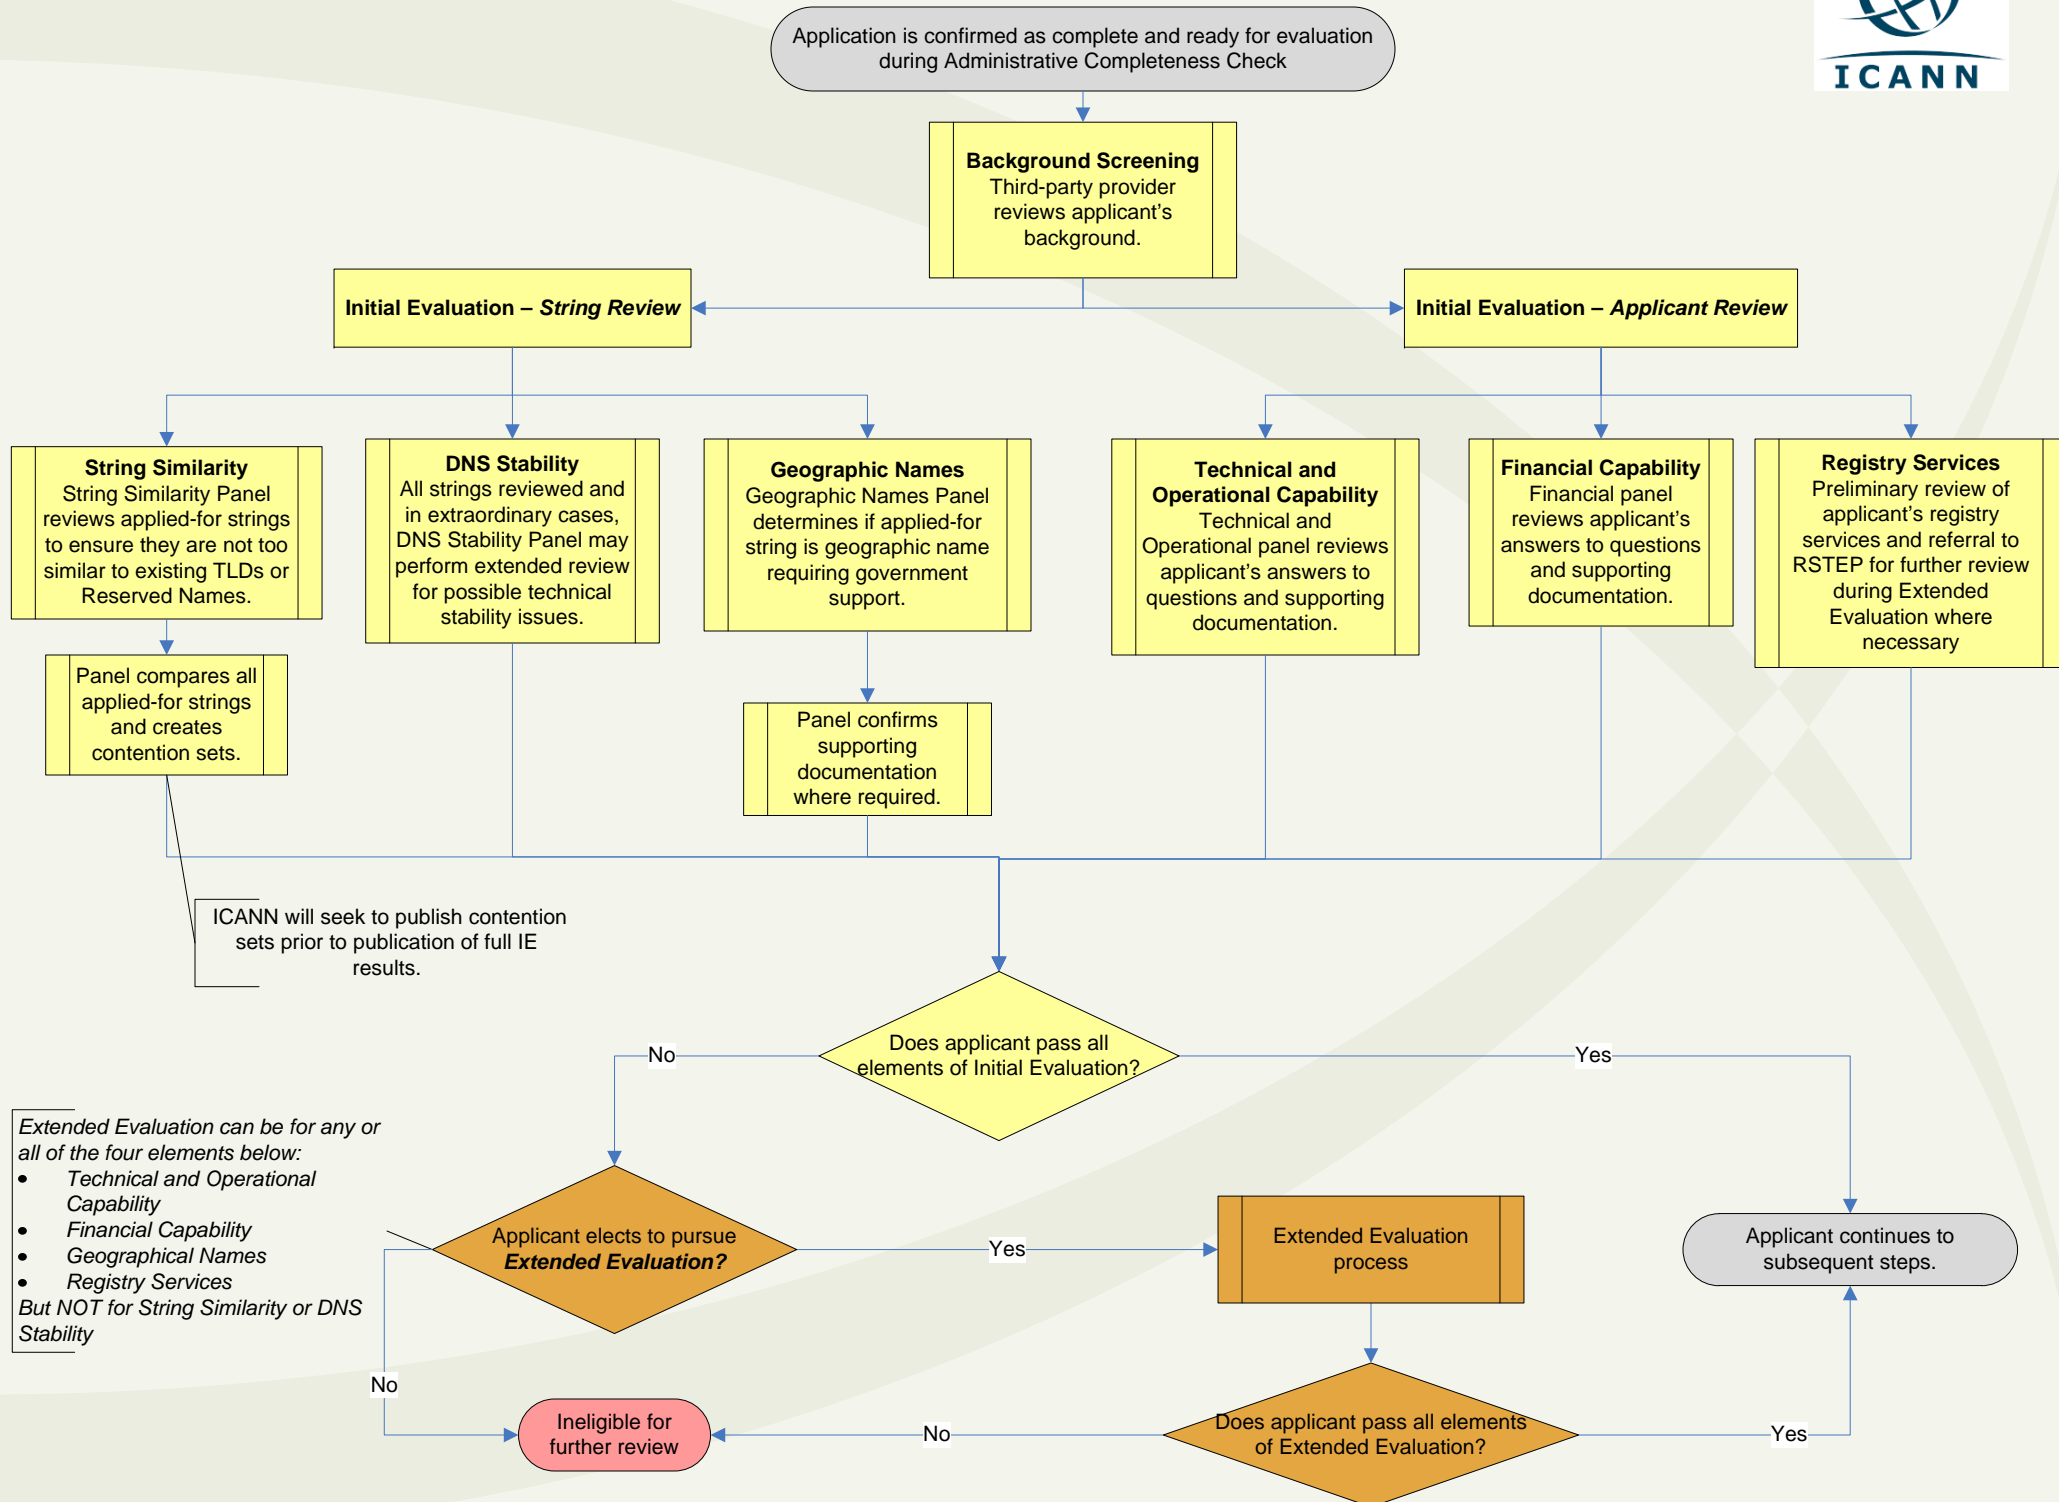 Application is confirmed as complete and ready for evaluation
during Administrative Completeness Check
ICANN
Background Screening
Third-party provider
reviews applicant’s
background.
Initial Evaluation – String Review
Initial Evaluation – Applicant Review
String Similarity
String Similarity Panel
reviews applied-for strings
to ensure they are not too
similar to existing TLDs or
Reserved Names.
DNS Stability
All strings reviewed and
in extraordinary cases,
DNS Stability Panel may
perform extended review
for possible technical
stability issues.
Geographic Names
Geographic Names Panel
determines if applied-for
string is geographic name
requiring government
support.
Technical and
Operational Capability
Technical and
Operational panel reviews
applicant’s answers to
questions and supporting
documentation.
Financial Capability
Financial panel
reviews applicant’s
answers to questions
and supporting
documentation.
Registry Services
Preliminary review of
applicant’s registry
services and referral to
RSTEP for further review
during Extended
Evaluation where
necessary
Panel compares all
applied-for strings
and creates
contention sets.
Panel confirms
supporting
documentation
where required.
ICANN will seek to publish contention
sets prior to publication of full IE
results.
Does applicant pass all
elements of Initial Evaluation?
No
Yes
Extended Evaluation can be for any or
all of the four elements below:
• Technical and Operational
Capability
• Financial Capability
• Geographical Names
• Registry Services
But NOT for String Similarity or DNS
Stability
Applicant elects to pursue
Extended Evaluation?
Yes
Extended Evaluation
process
Applicant continues to
subsequent steps.
No
Ineligible for
further review
No
Does applicant pass all elements
of Extended Evaluation?
Yes